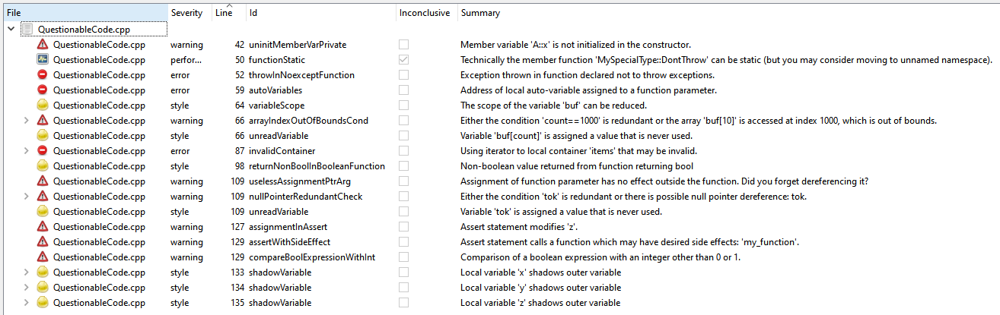 File Severity Line Id Inconclusive Summary
QuestionableCode.cpp
QuestionableCode.cpp warning 42 uninitMemberVarPrivate Member variable 'A::x' is not initialized in the constructor.
QuestionableCode.cpp perfor... 50 functionStatic Technically the member function 'MySpecialType::DontThrow' can be static (but you may consider moving to unnamed namespace).
QuestionableCode.cpp error 52 throwInNoexceptFunction Exception thrown in function declared not to throw exceptions.
QuestionableCode.cpp error 59 autoVariables Address of local auto-variable assigned to a function parameter.
QuestionableCode.cpp style 64 variableScope The scope of the variable 'buf' can be reduced.
QuestionableCode.cpp warning 66 arrayIndexOutOfBoundsCond Either the condition 'count==1000' is redundant or the array 'buf[10]' is accessed at index 1000, which is out of bounds.
QuestionableCode.cpp style 66 unreadVariable Variable 'buf[count]' is assigned a value that is never used.
QuestionableCode.cpp error 87 invalidContainer Using iterator to local container 'items' that may be invalid.
QuestionableCode.cpp style 98 returnNonBoolInBooleanFunction Non-boolean value returned from function returning bool
QuestionableCode.cpp warning 109 uselessAssignmentPtrArg Assignment of function parameter has no effect outside the function. Did you forget dereferencing it?
QuestionableCode.cpp warning 109 nullPointerRedundantCheck Either the condition 'tok' is redundant or there is possible null pointer dereference: tok.
QuestionableCode.cpp style 109 unreadVariable Variable 'tok' is assigned a value that is never used.
QuestionableCode.cpp warning 127 assignmentInAssert Assert statement modifies 'z'.
QuestionableCode.cpp warning 129 assertWithSideEffect Assert statement calls a function which may have desired side effects: 'my_function'.
QuestionableCode.cpp warning 129 compareBoolExpressionWithInt Comparison of a boolean expression with an integer other than 0 or 1.
QuestionableCode.cpp style 133 shadowVariable Local variable 'x' shadows outer variable
QuestionableCode.cpp style 134 shadowVariable Local variable 'y' shadows outer variable
QuestionableCode.cpp style 135 shadowVariable Local variable 'z' shadows outer variable